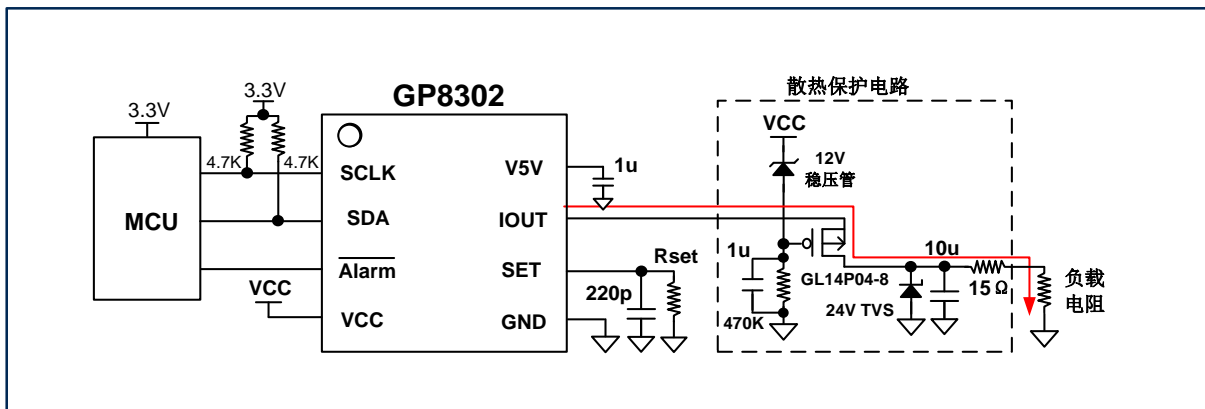 3.3V
3.3V
GP8302
散热保护电路
4.7K
4.7K
MCU
SCLK
SDA
Alarm
VCC
VCC
V5V
IOUT
SET
GND
1u
Rset
220p
VCC
12V
稳压管
1u
470K
GL14P04-8
24V TVS
10u
15Ω
负载
电阻